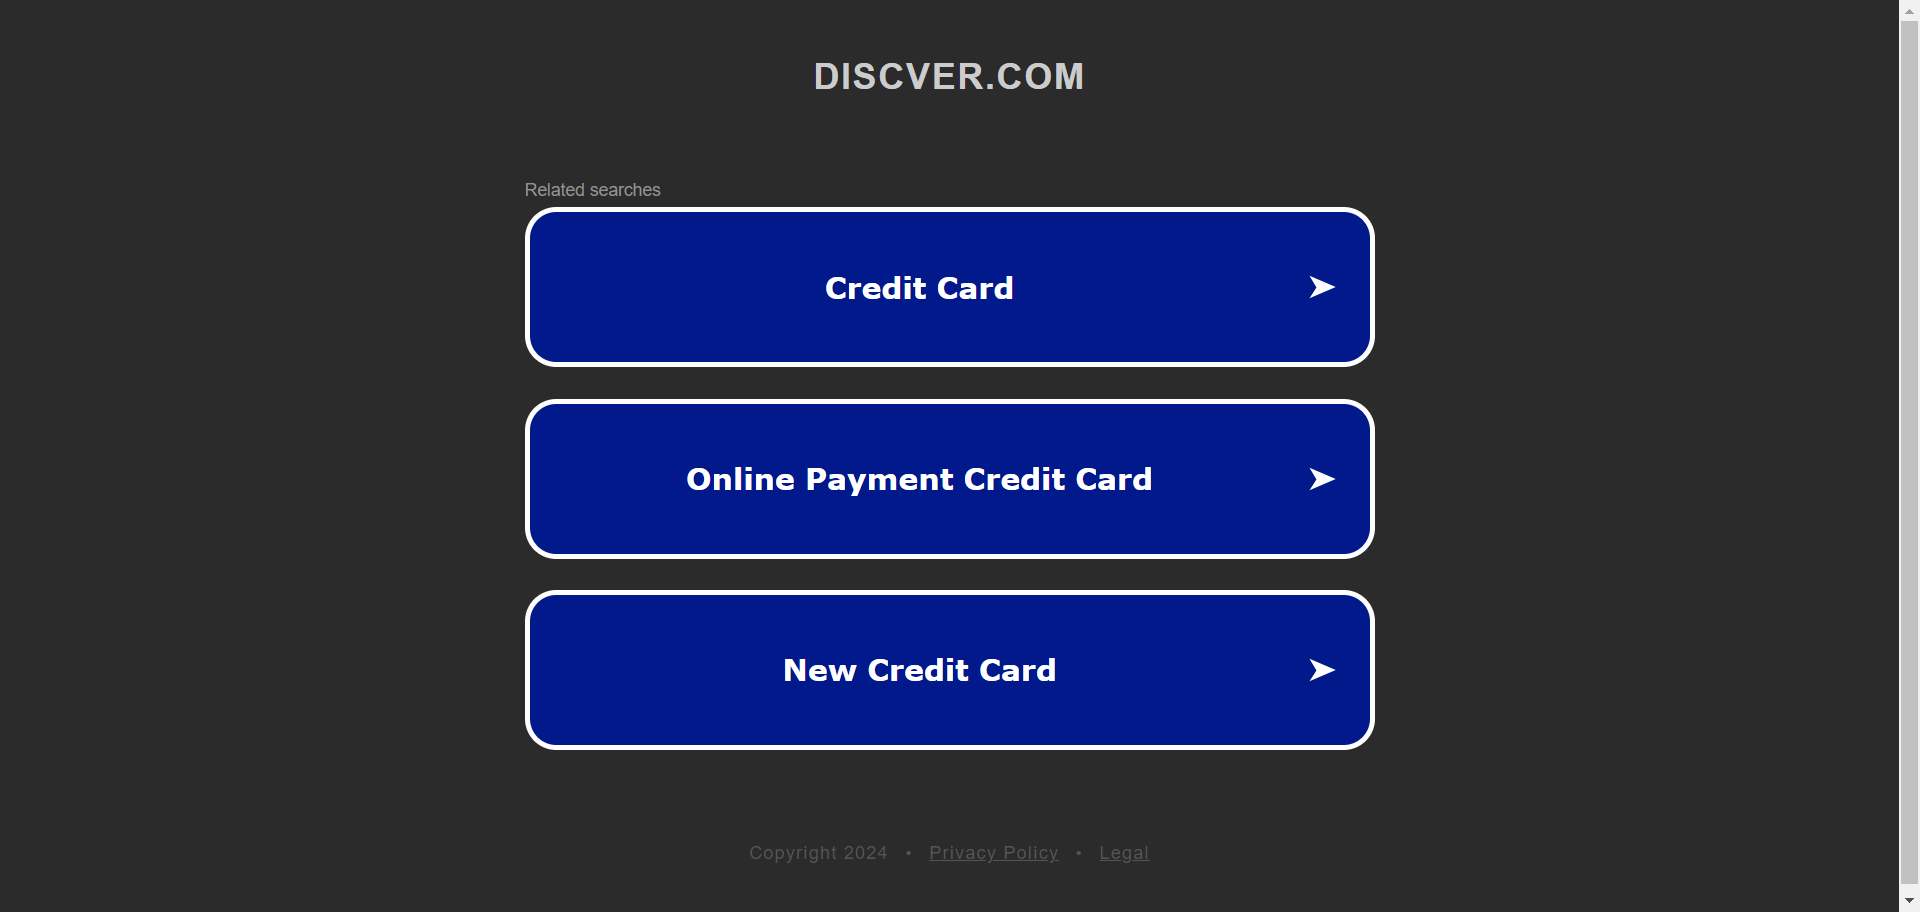 DISCVER.COM
Related searches
Credit Card
Online Payment Credit Card
New Credit Card
Copyright 2024 • Privacy Policy • Legal